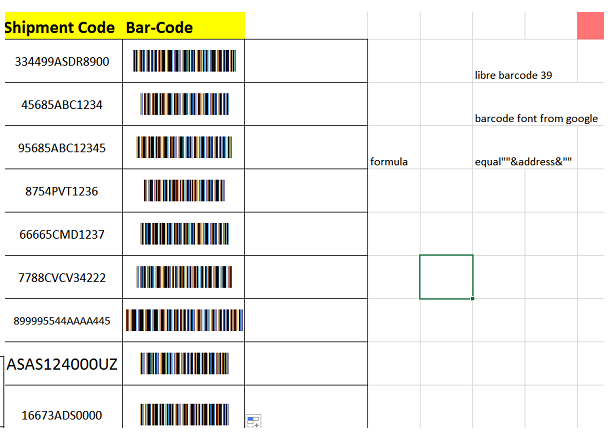 Shipment Code Bar-Code
334499ASDR8900
libre barcode 39
45685ABC1234
barcode font from google
95685ABC12345
formula equal""&address&""
8754PVT1236
66665CMD1237
7788CVCV34222
899995544AAAA445
ASAS124000UZ
16673ADS0000